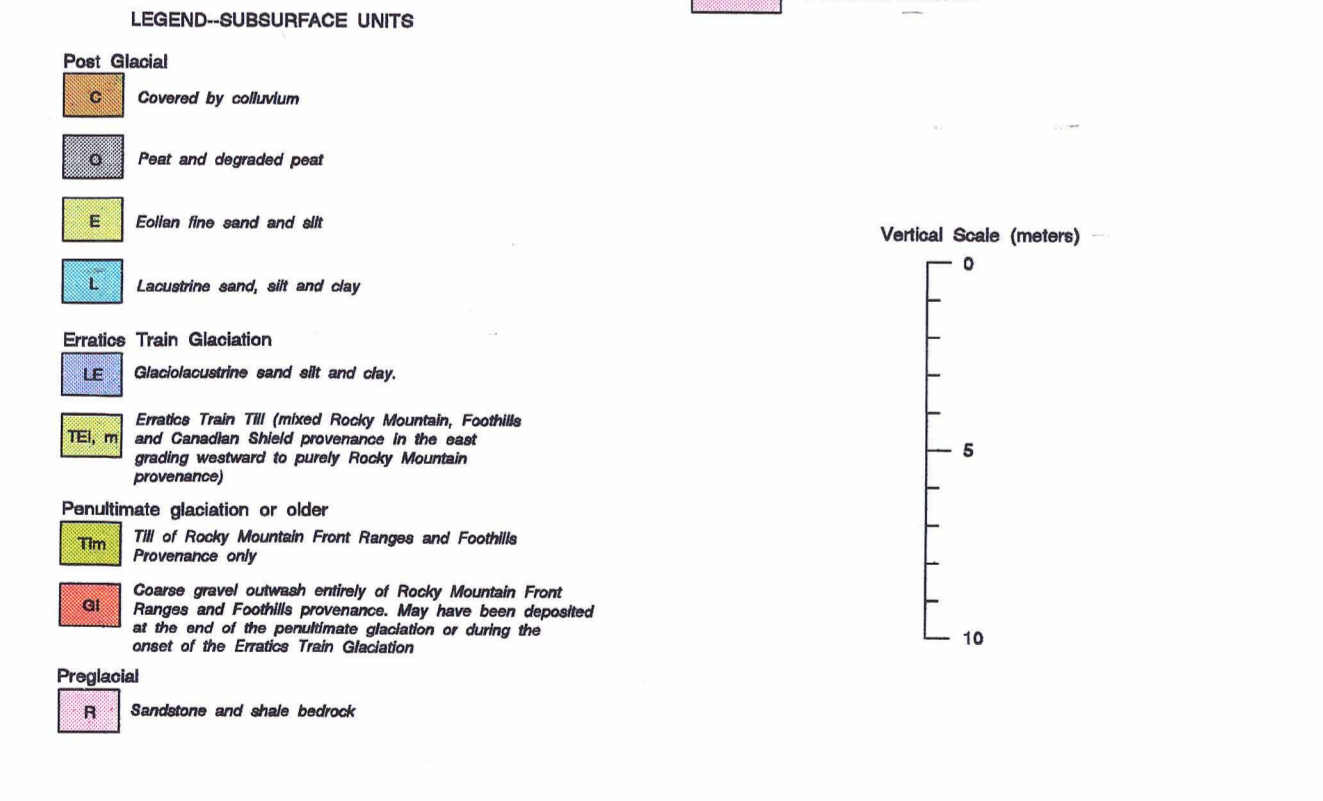 LEGEND--SUBSURFACE UNITS
Post Glacial
C
Covered by colluvium
O
Peat and degraded peat
E
Eolian fine sand and silt
L
Lacustrine sand, silt and clay
Erratics Train Glaciation
LE
Glaciolacustrine sand silt and clay.
TEl, m
Erratics Train Till (mixed Rocky Mountain, Foothills
and Canadian Shield provenance in the east
grading westward to purely Rocky Mountain
provenance)
Penultimate glaciation or older
Tlm
Till of Rocky Mountain Front Ranges and Foothills
Provenance only
Gl
Coarse gravel outwash entirely of Rocky Mountain Front
Ranges and Foothills provenance. May have been deposited
at the end of the penultimate glaciation or during the
onset of the Erratics Train Glaciation
Preglacial
R
Sandstone and shale bedrock
Vertical Scale (meters)
0
5
10